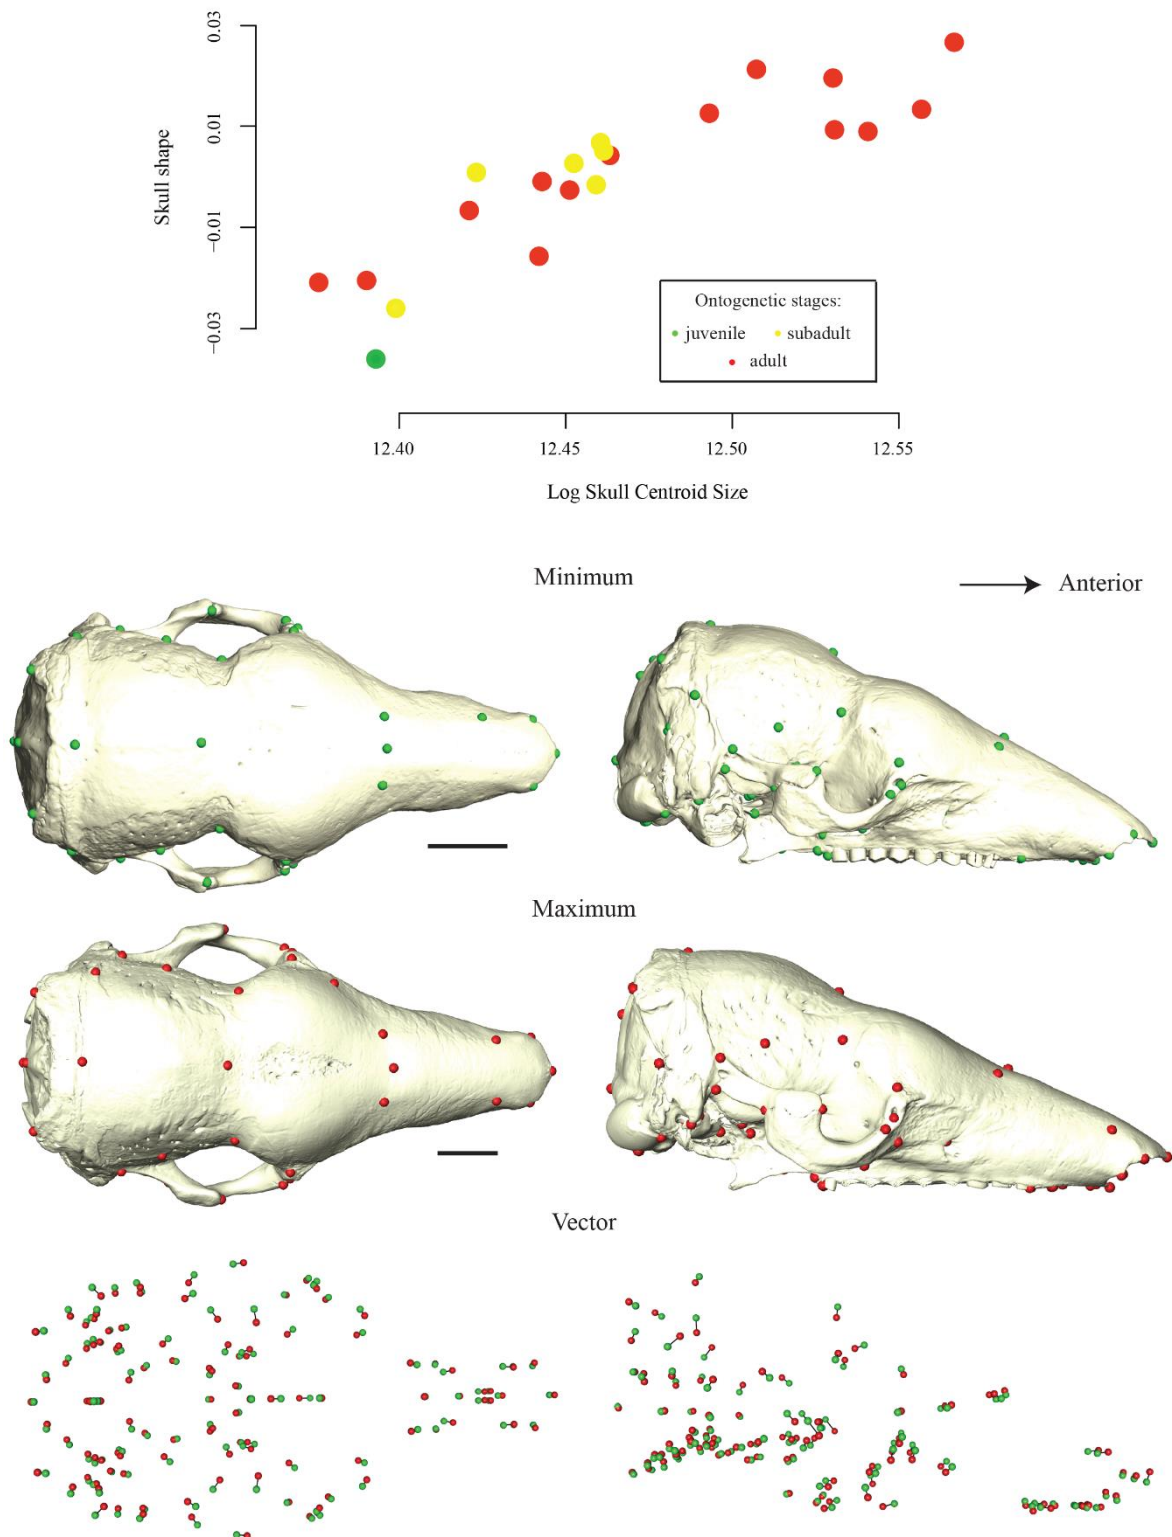 0.03
0.01
−0.01
−0.03
Skull shape
Ontogenetic stages:
juvenile
subadult
adult
12.40
12.45
12.50
12.55
Log Skull Centroid Size
Minimum
Anterior
Maximum
Vector